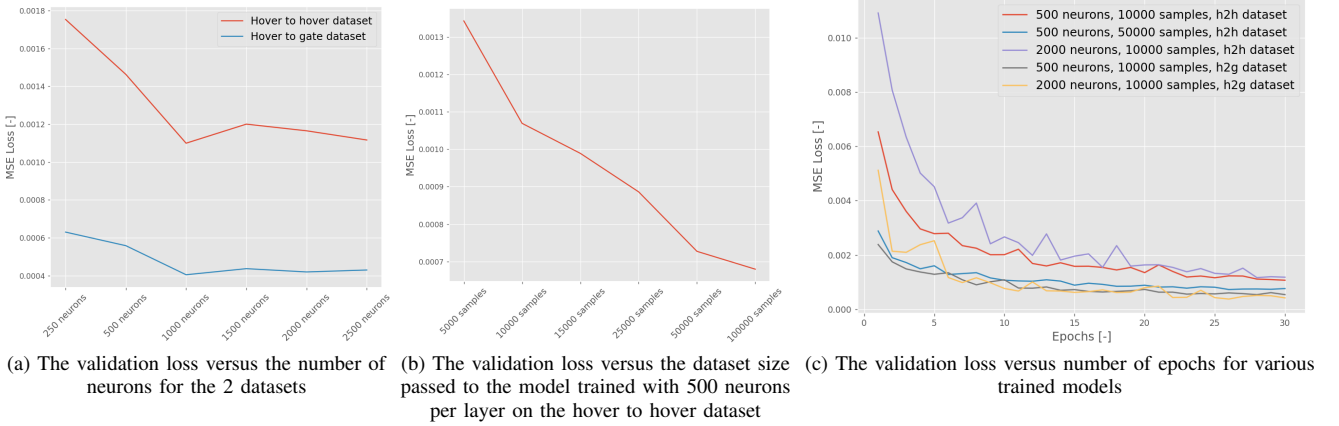 0.0018
0.0016
0.0014
0.0012
0.0010
0.0008
0.0006
0.0004
MSE Loss [-]
Hover to hover dataset
Hover to gate dataset
250 neurons
500 neurons
1000 neurons
1500 neurons
2000 neurons
2500 neurons
(a) The validation loss versus the number of
neurons for the 2 datasets
0.0013
0.0012
0.0011
0.0010
0.0009
0.0008
0.0007
MSE Loss [-]
5000 samples
10000 samples
15000 samples
25000 samples
50000 samples
100000 samples
(b) The validation loss versus the dataset size
passed to the model trained with 500 neurons
per layer on the hover to hover dataset
0.010
0.008
0.006
0.004
0.002
0.000
MSE Loss [-]
500 neurons, 10000 samples, h2h dataset
500 neurons, 50000 samples, h2h dataset
2000 neurons, 10000 samples, h2h dataset
500 neurons, 10000 samples, h2g dataset
2000 neurons, 10000 samples, h2g dataset
0 5 10 15 20 25 30
Epochs [-]
(c) The validation loss versus number of epochs for various
trained models